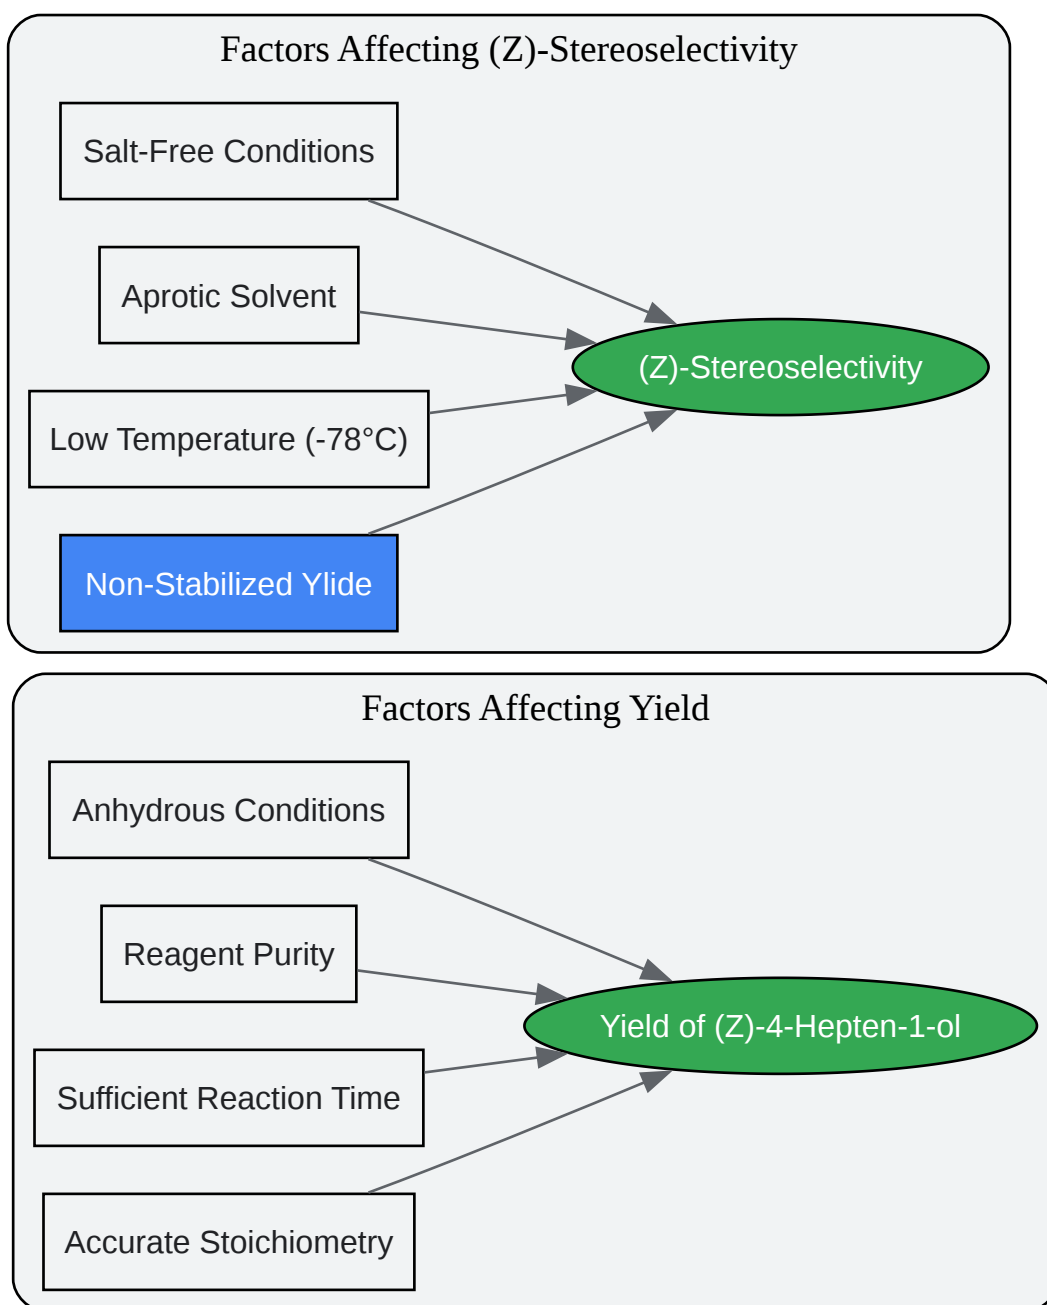 Factors Affecting (Z)-Stereoselectivity
Salt-Free Conditions
Aprotic Solvent
(Z)-Stereoselectivity
Low Temperature (-78°C)
Non-Stabilized Ylide
Factors Affecting Yield
Anhydrous Conditions
Reagent Purity
Yield of (Z)-4-Hepten-1-ol
Sufficient Reaction Time
Accurate Stoichiometry